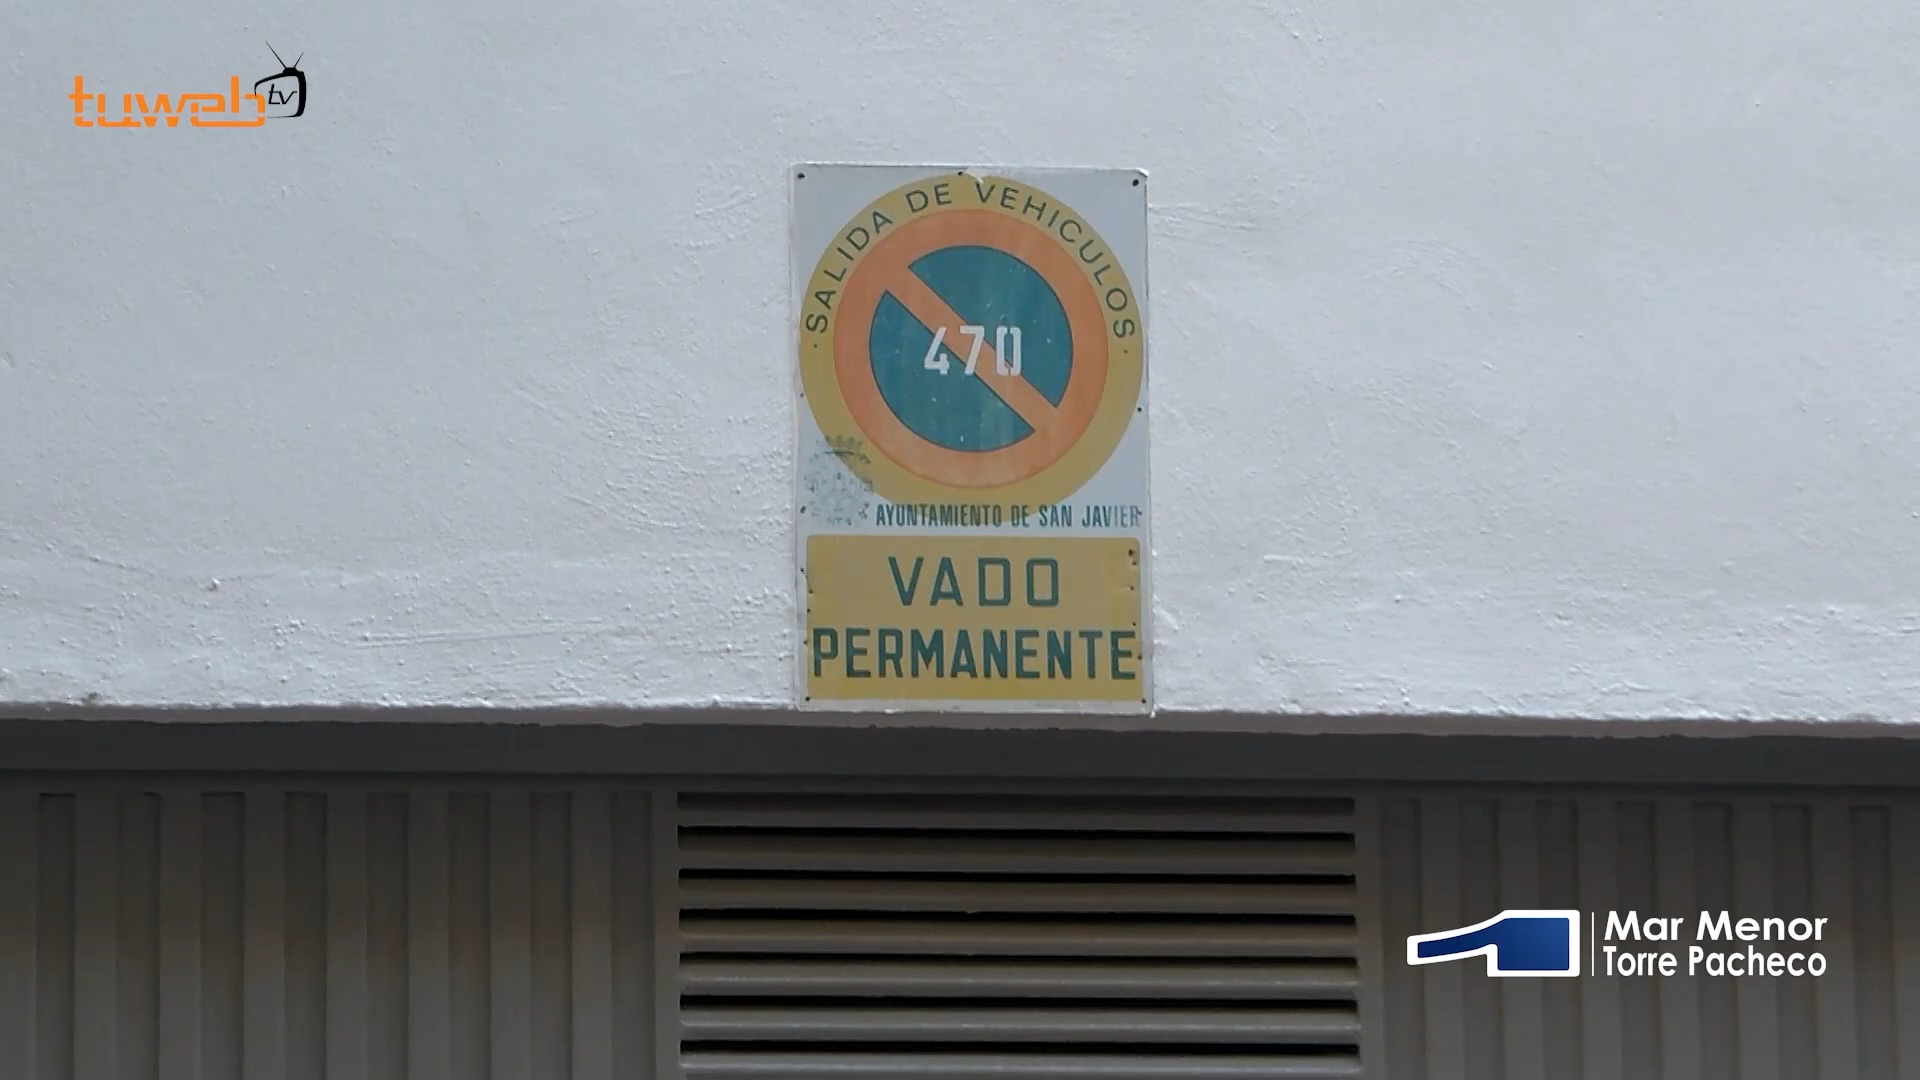 tuweb tv
· SALIDA DE VEHICULOS ·
470
AYUNTAMIENTO DE SAN JAVIER
VADO
PERMANENTE
Mar Menor
Torre Pacheco